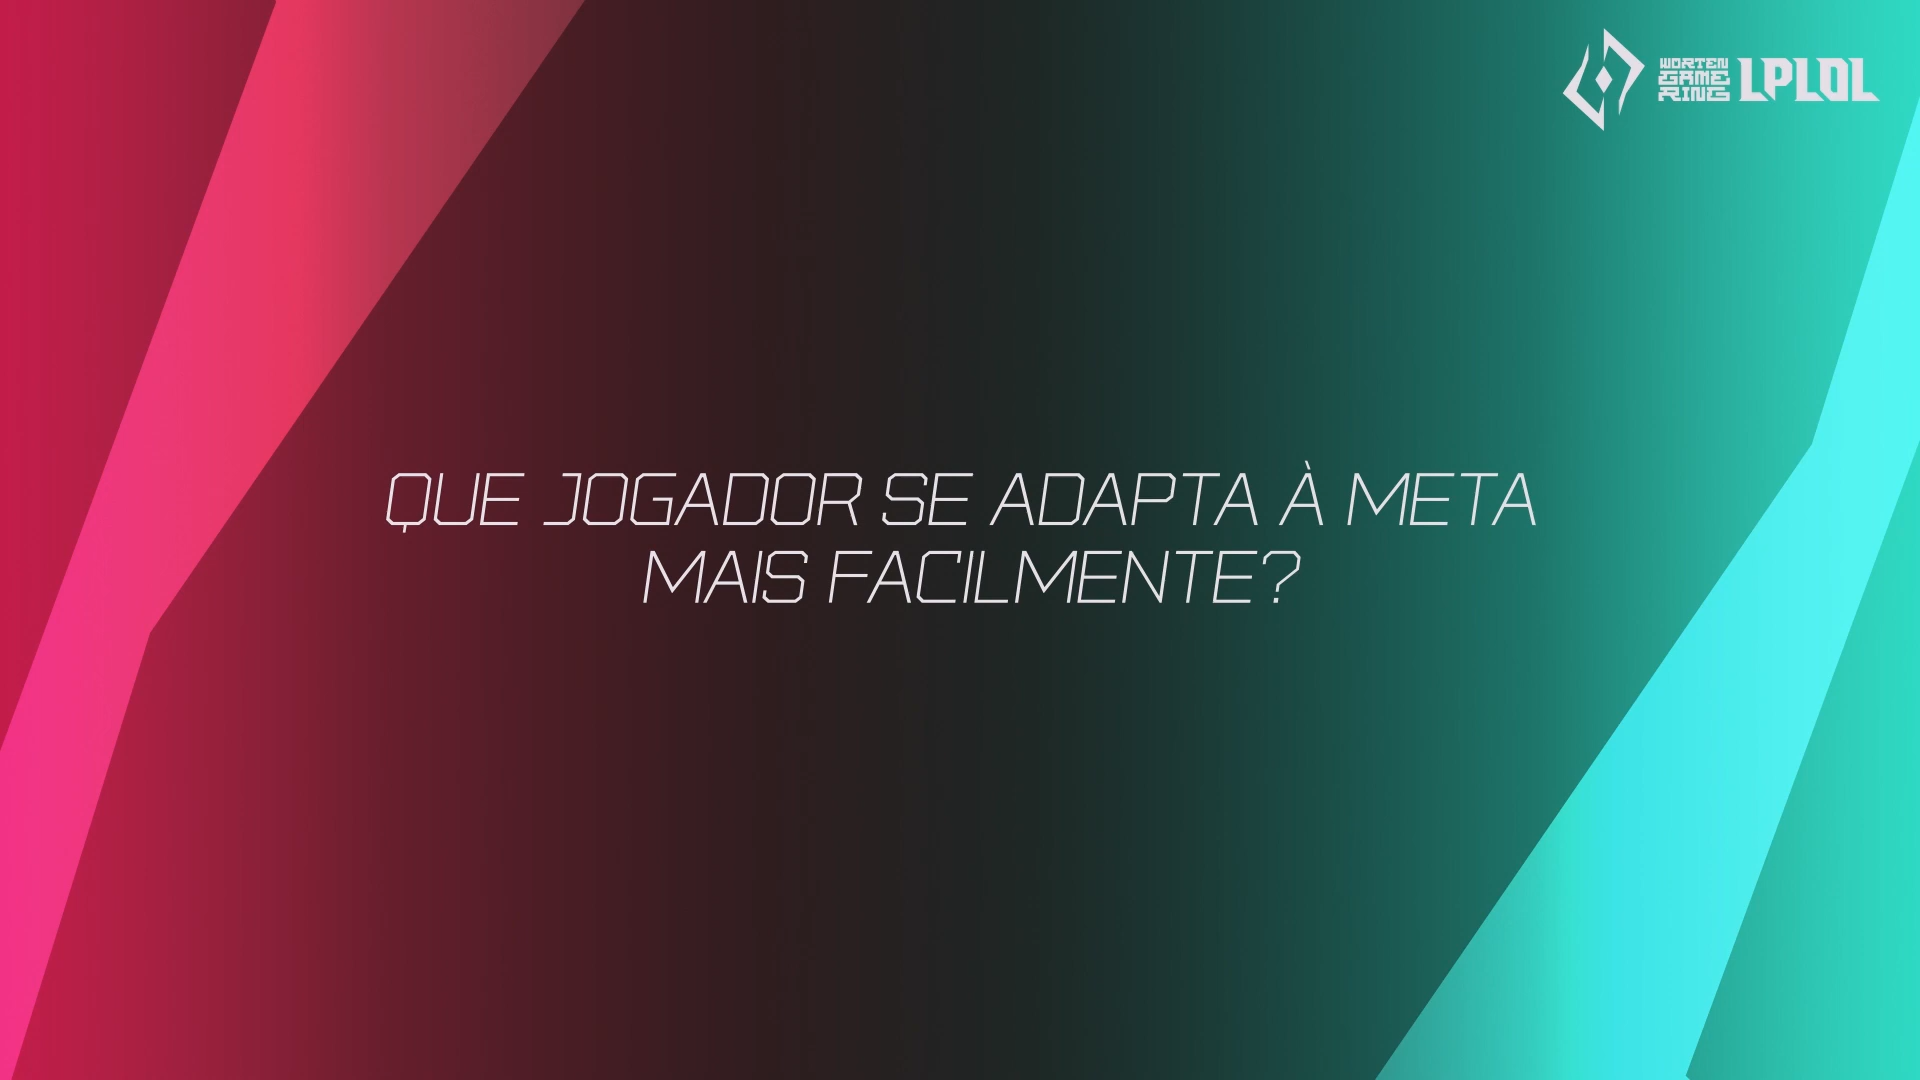 WORTEN
GAME
RING
LPLOL
QUE JOGADOR SE ADAPTA À META
MAIS FACILMENTE?